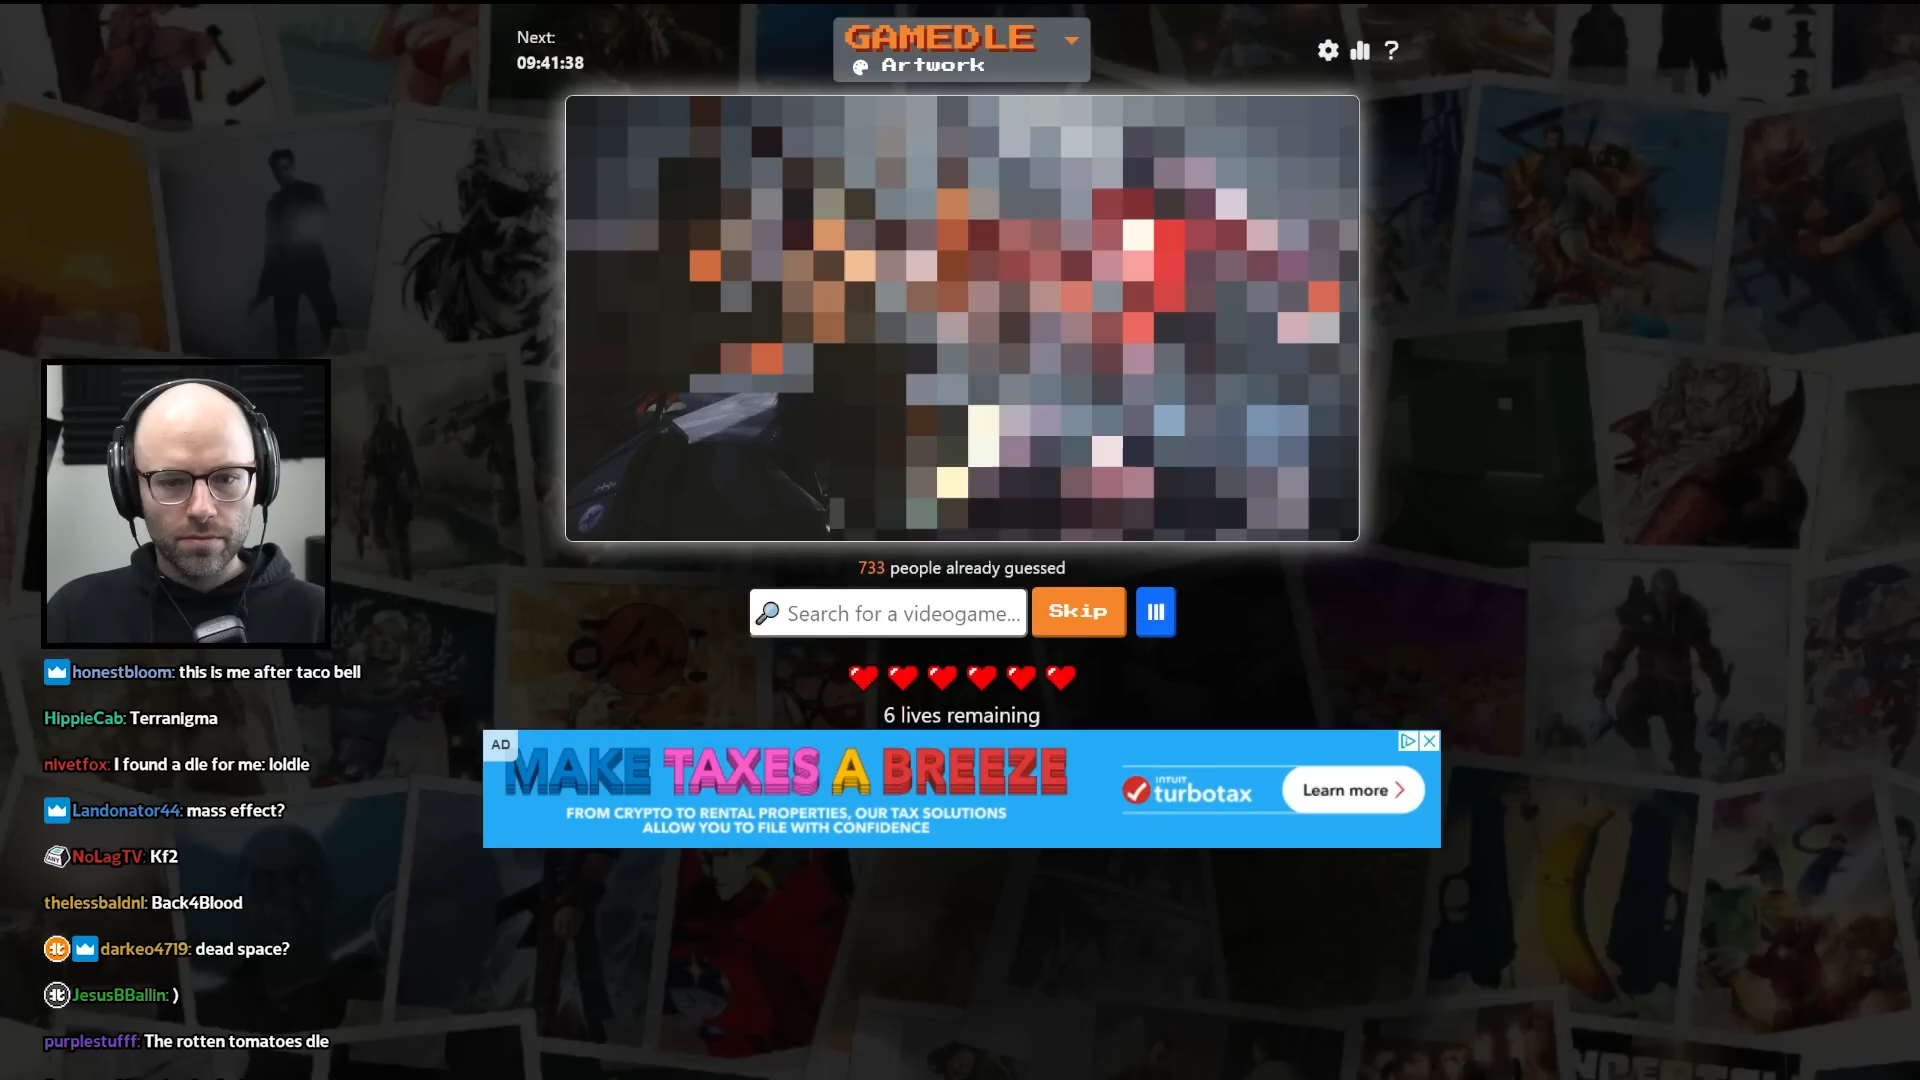 Next:
09:41:38
GAMEDLE
Artwork
733 people already guessed
Search for a videogame...
Skip
6 lives remaining
AD
MAKE TAXES A BREEZE
FROM CRYPTO TO RENTAL PROPERTIES, OUR TAX SOLUTIONS
ALLOW YOU TO FILE WITH CONFIDENCE
INTUIT
turbotax
Learn more
honestbloom: this is me after taco bell
HippieCab: Terranigma
nlvetfox: I found a dle for me: loldle
Landonator44: mass effect?
NoLagTV: Kf2
thelessbaldnl: Back4Blood
darkeo4719: dead space?
JesusBBallin: )
purplestufff: The rotten tomatoes dle